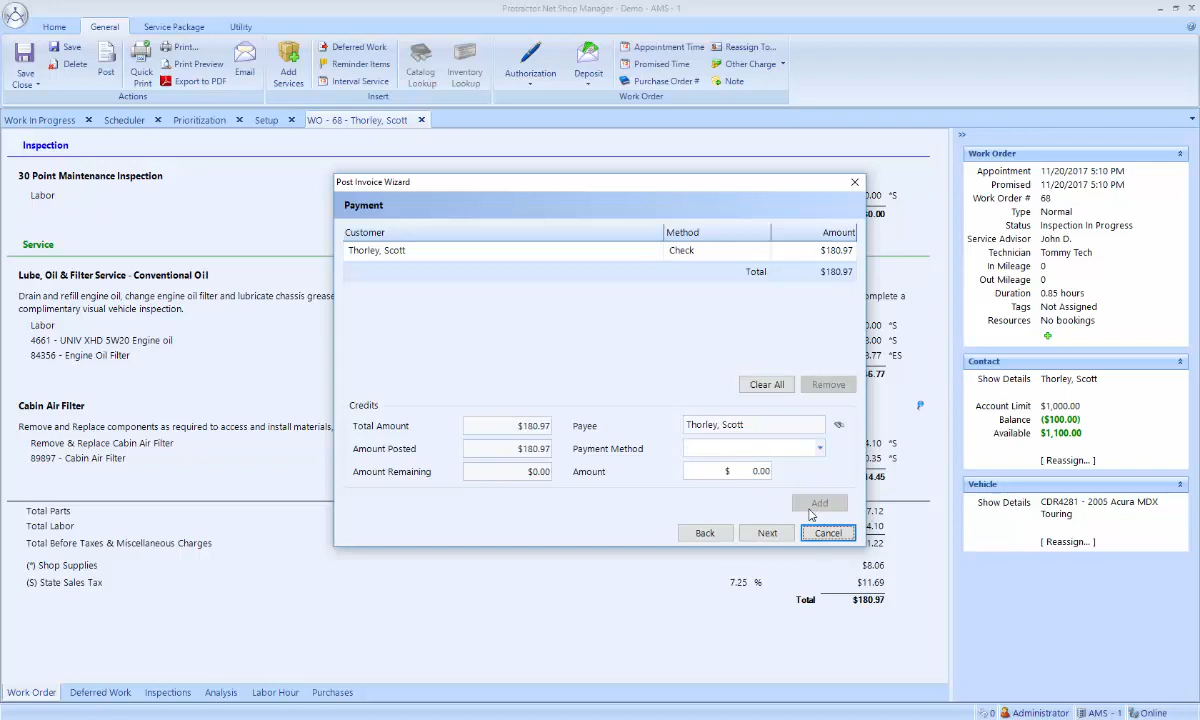 Protractor.Net Shop Manager - Demo - AMS - 1
Home General Service Package Utility
Save Close Save Delete Post Quick Print Print... Print Preview Export to PDF Email Add Services Deferred Work Reminder Items Interval Service Catalog Lookup Inventory Lookup Authorization Deposit Appointment Time Promised Time Purchase Order # Reassign To... Other Charge Note
Actions Insert Work Order
Work In Progress Scheduler Prioritization Setup WO - 68 - Thorley, Scott
Inspection
30 Point Maintenance Inspection
Labor
*S
Service
Lube, Oil & Filter Service - Conventional Oil
Drain and refill engine oil, change engine oil filter and lubricate chassis grease
complimentary visual vehicle inspection.
Labor
*S
4661 - UNIV XHD 5W20 Engine oil
*S
84356 - Engine Oil Filter
*ES
Cabin Air Filter
Remove and Replace components as required to access and install materials,
Remove & Replace Cabin Air Filter
*S
89897 - Cabin Air Filter
*S
Total Parts
Total Labor
Total Before Taxes & Miscellaneous Charges
(*) Shop Supplies $8.06
(S) State Sales Tax 7.25 % $11.69
Total $180.97
Post Invoice Wizard
Payment
Customer Method Amount
Thorley, Scott Check $180.97
Total $180.97
Clear All Remove
Credits
Total Amount $180.97 Payee Thorley, Scott
Amount Posted $180.97 Payment Method
Amount Remaining $0.00 Amount $ 0.00
Add
Back Next Cancel
Work Order
Appointment 11/20/2017 5:10 PM
Promised 11/20/2017 5:10 PM
Work Order # 68
Type Normal
Status Inspection In Progress
Service Advisor John D.
Technician Tommy Tech
In Mileage 0
Out Mileage 0
Duration 0.85 hours
Tags Not Assigned
Resources No bookings
Contact
Show Details Thorley, Scott
Account Limit $1,000.00
Balance ($100.00)
Available $1,100.00
[ Reassign... ]
Vehicle
Show Details CDR4281 - 2005 Acura MDX
Touring
[ Reassign... ]
Work Order Deferred Work Inspections Analysis Labor Hour Purchases
0 Administrator AMS - 1 Online